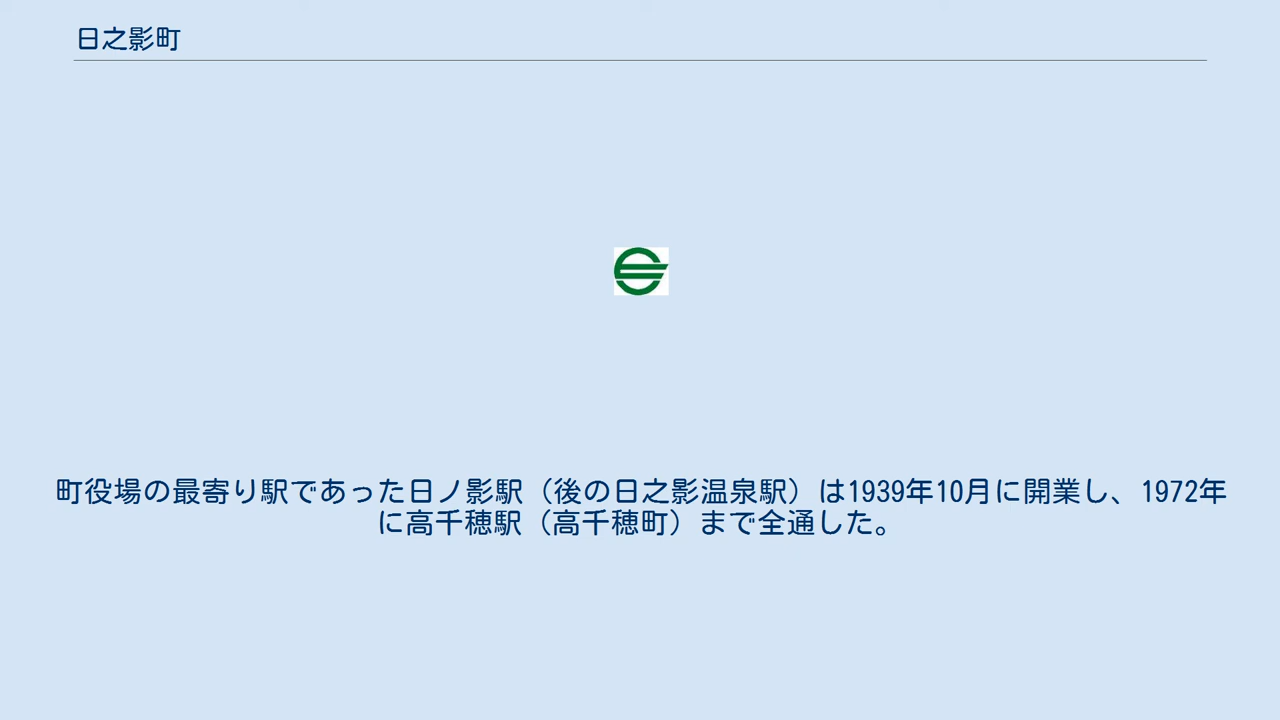 日之影町
町役場の最寄り駅であった日ノ影駅（後の日之影温泉駅）は1939年10月に開業し、1972年
に高千穂駅（高千穂町）まで全通した。